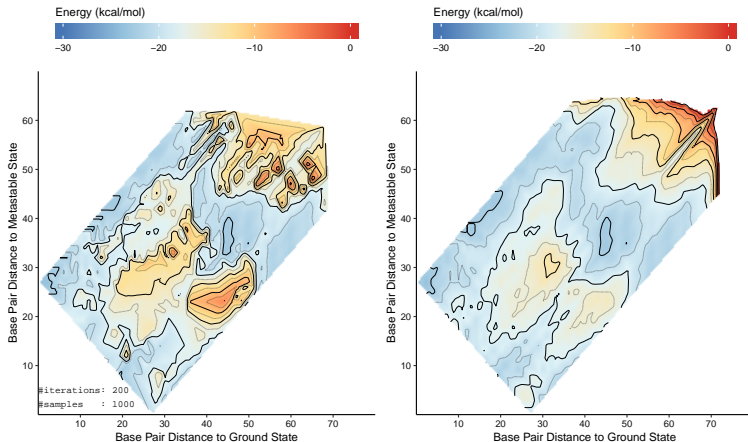 Energy (kcal/mol)
−30 −20 −10 0
Base Pair Distance to Metastable State
60
50
40
30
20
10
#iterations: 200
#samples : 1000
10 20 30 40 50 60 70
Base Pair Distance to Ground State
Energy (kcal/mol)
−30 −20 −10 0
Base Pair Distance to Metastable State
60
50
40
30
20
10
10 20 30 40 50 60 70
Base Pair Distance to Ground State